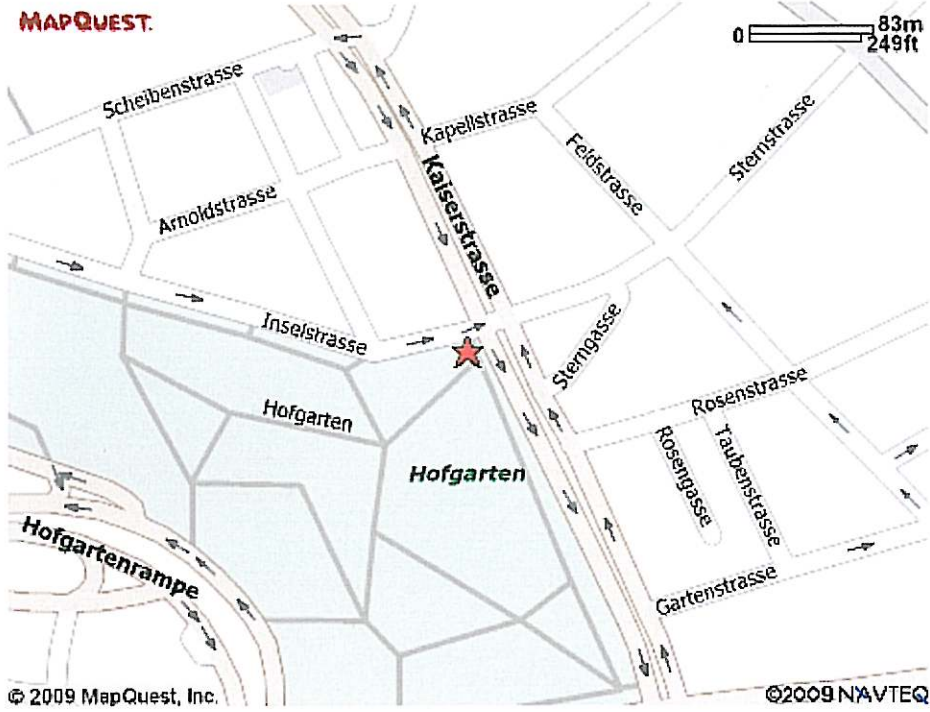 MAPQUEST.
0
83m
249ft
Scheibenstrasse
Kapellstrasse
Sternstrasse
Feldstrasse
Kaiserstrasse
Arnoldstrasse
Inselstrasse
Sterngasse
Rosenstrasse
Hofgarten
Hofgarten
Rosengasse
Taubenstrasse
Hofgartenrampe
Gartenstrasse
© 2009 MapQuest, Inc.
©2009 NAVTEQ